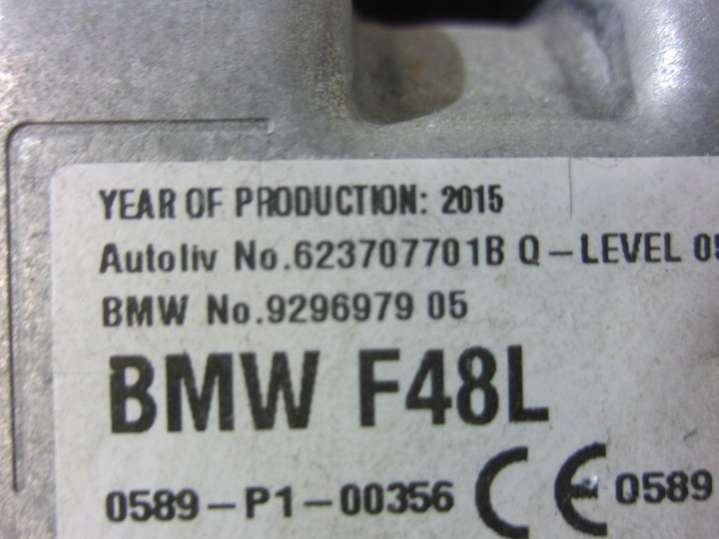 YEAR OF PRODUCTION: 2015
Autoliv No.623707701B Q-LEVEL 05
BMW No.9296979 05
BMW F48L
0589-P1-00356 CE 0589